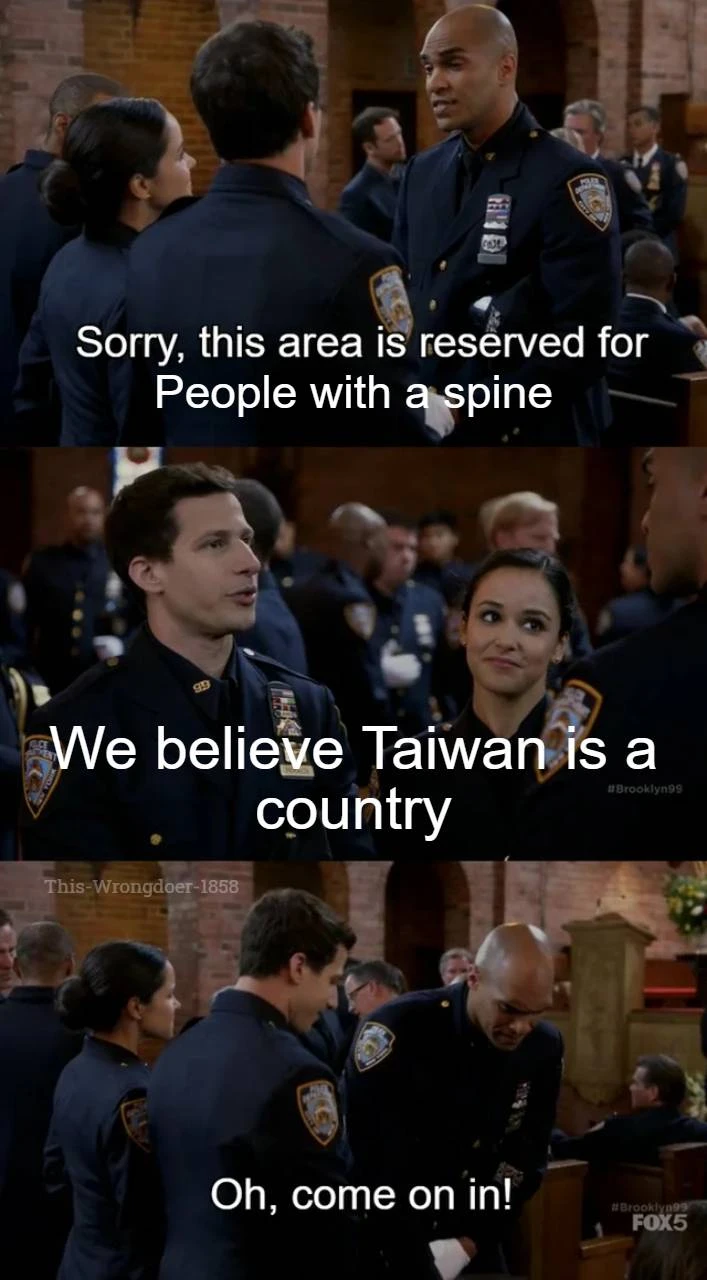 Sorry, this area is reserved for
People with a spine
We believe Taiwan is a
country
#Brooklyn99
This-Wrongdoer-1858
Oh, come on in!
#Brooklyn99
FOX5